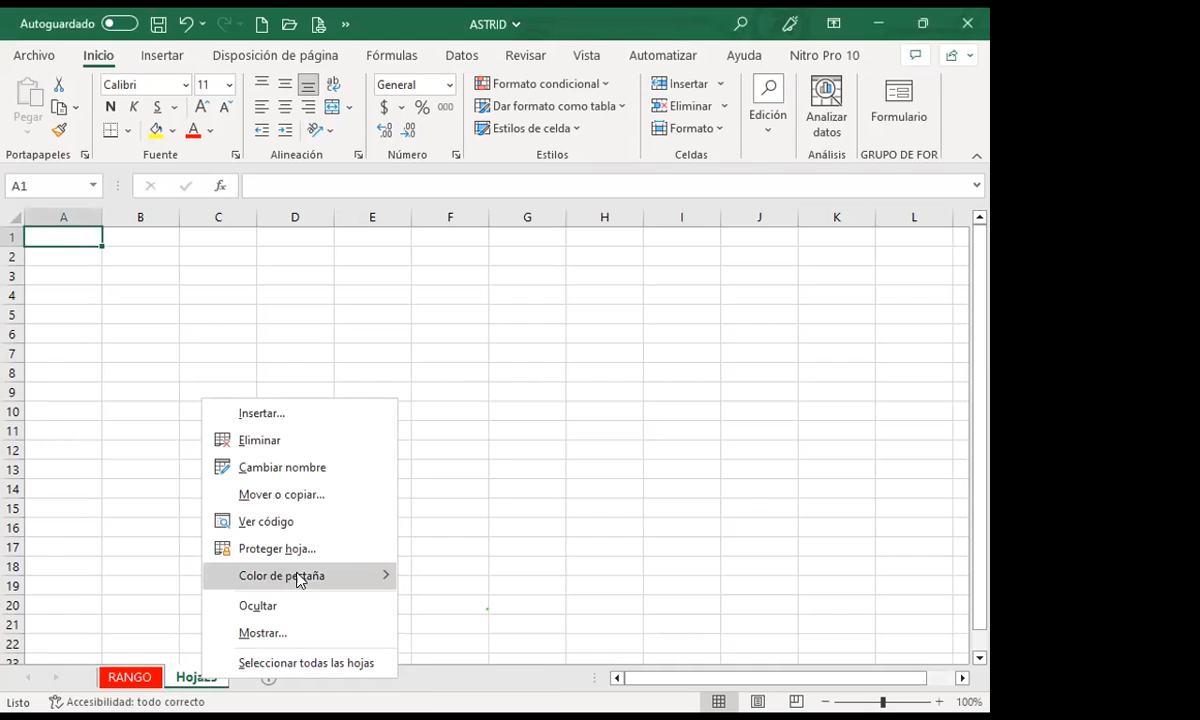 Autoguardado
ASTRID
Archivo Inicio Insertar Disposición de página Fórmulas Datos Revisar Vista Automatizar Ayuda Nitro Pro 10
Pegar
Calibri 11
N K S
General
$ % 000
Formato condicional
Dar formato como tabla
Estilos de celda
Insertar
Eliminar
Formato
Edición
Analizar datos
Formulario
Portapapeles Fuente Alineación Número Estilos Celdas Análisis GRUPO DE FOR
A1 fx
A B C D E F G H I J K L
1
2
3
4
5
6
7
8
9
10
11
12
13
14
15
16
17
18
19
20
21
22
23
Insertar...
Eliminar
Cambiar nombre
Mover o copiar...
Ver código
Proteger hoja...
Color de pestaña
Ocultar
Mostrar...
Seleccionar todas las hojas
RANGO
Listo Accesibilidad: todo correcto 100%